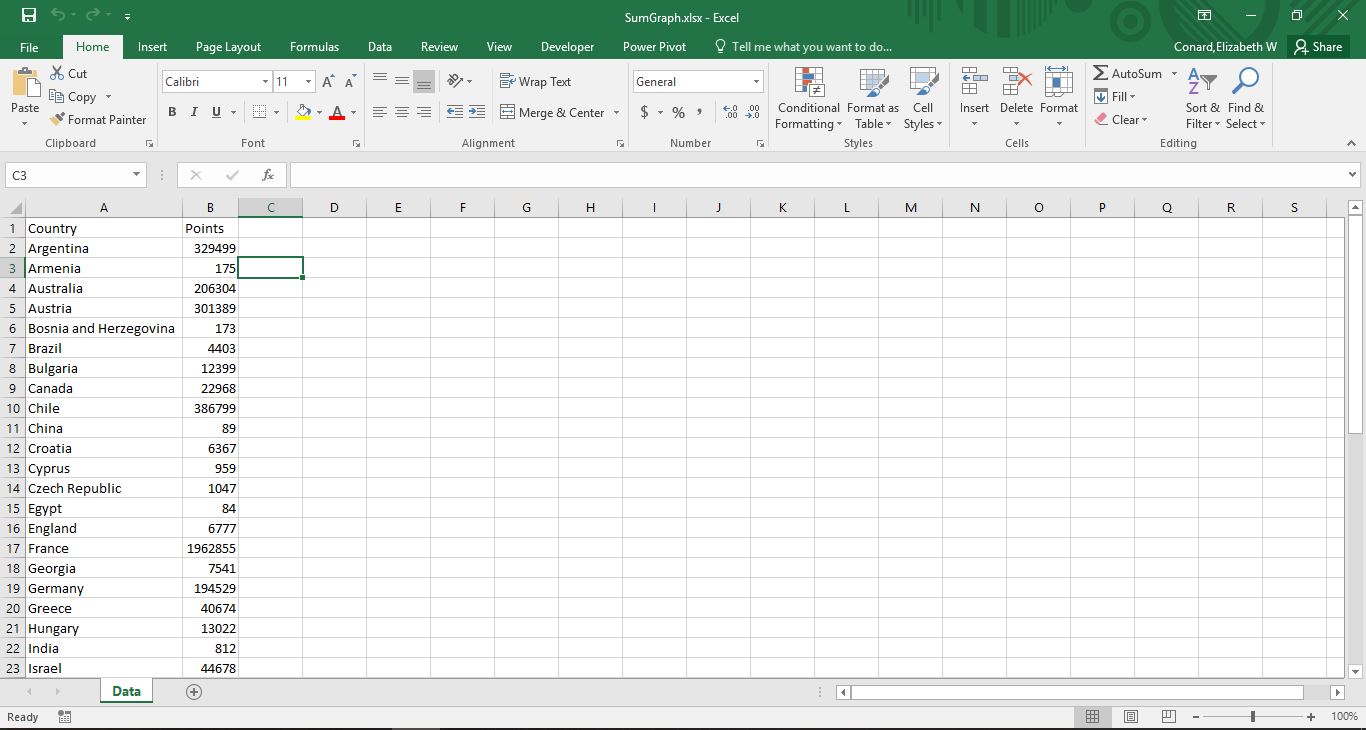 SumGraph.xlsx - Excel
File Home Insert Page Layout Formulas Data Review View Developer Power Pivot Tell me what you want to do... Conard,Elizabeth W Share
Paste
Cut
Copy
Format Painter
Clipboard
Calibri 11
B I U
Font
Wrap Text
Merge & Center
Alignment
General
$ % ,
Number
Conditional Formatting
Format as Table
Cell Styles
Styles
Insert Delete Format
Cells
AutoSum
Fill
Clear
Sort & Filter
Find & Select
Editing
C3 fx
A B C D E F G H I J K L M N O P Q R S
1 Country Points
2 Argentina 329499
3 Armenia 175
4 Australia 206304
5 Austria 301389
6 Bosnia and Herzegovina 173
7 Brazil 4403
8 Bulgaria 12399
9 Canada 22968
10 Chile 386799
11 China 89
12 Croatia 6367
13 Cyprus 959
14 Czech Republic 1047
15 Egypt 84
16 England 6777
17 France 1962855
18 Georgia 7541
19 Germany 194529
20 Greece 40674
21 Hungary 13022
22 India 812
23 Israel 44678
Data
Ready 100%